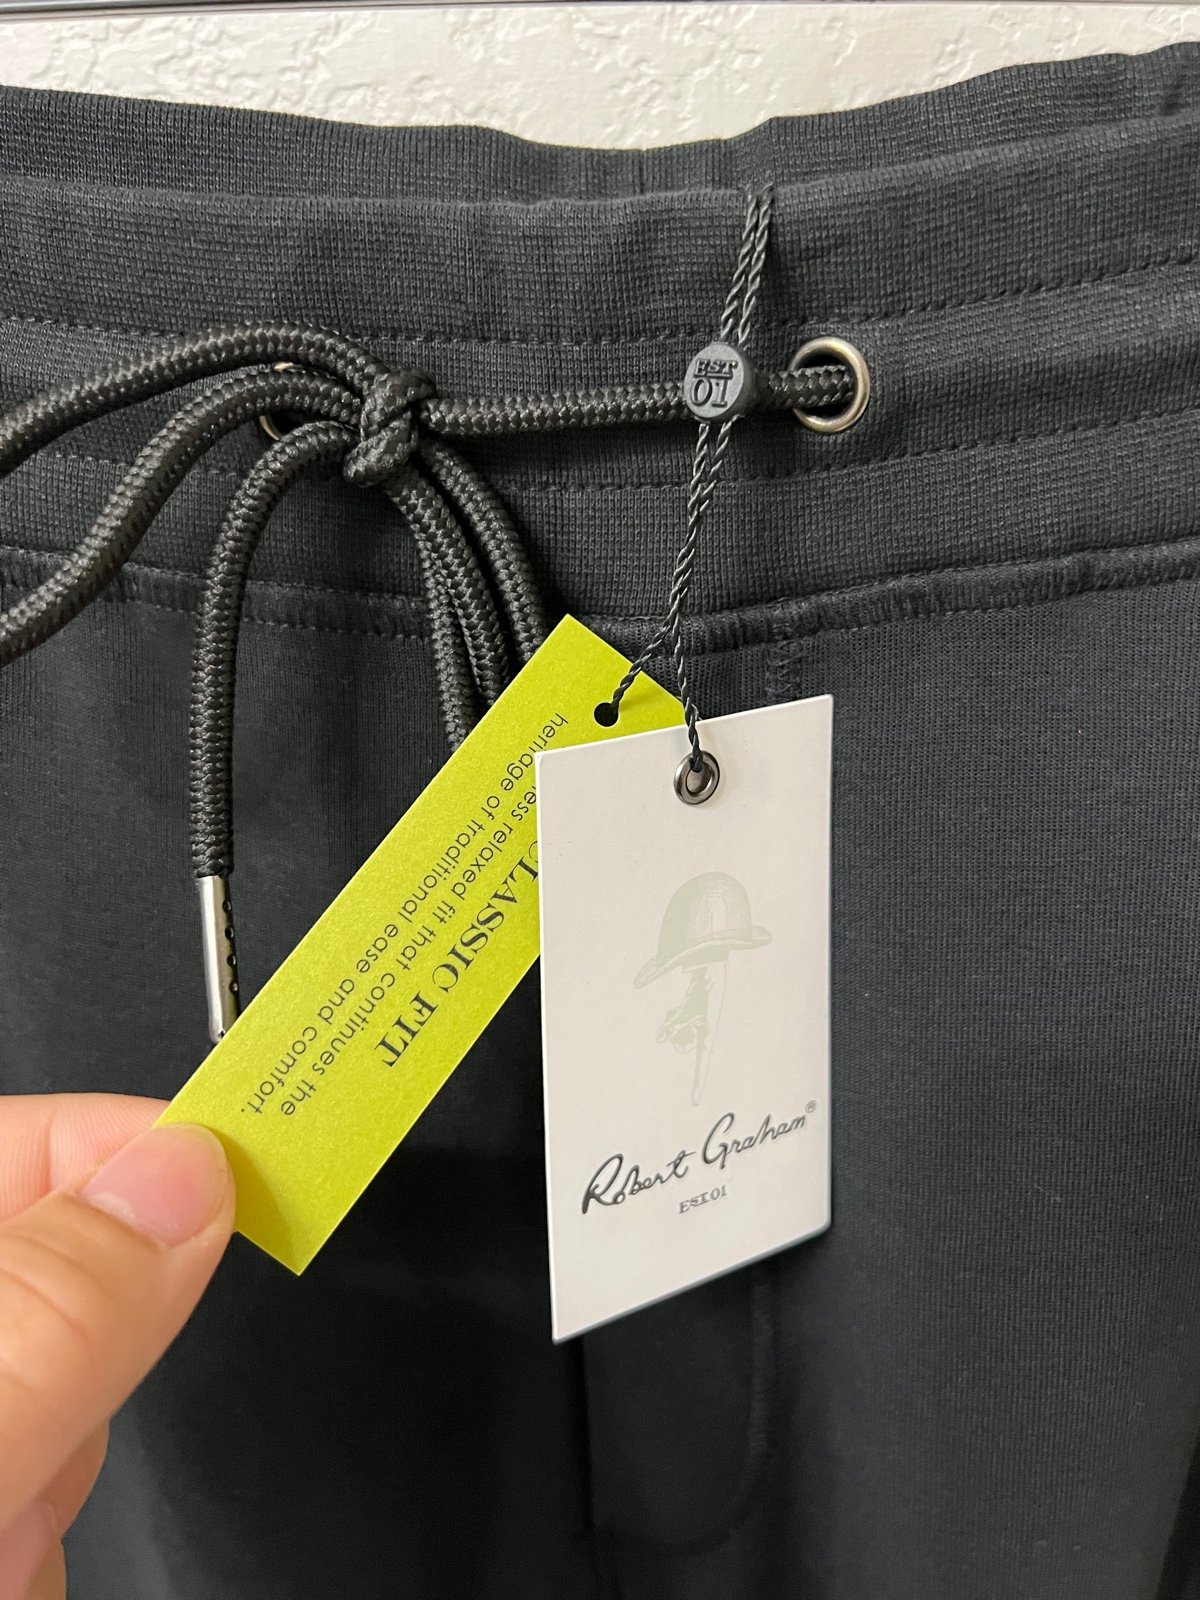 EST
01
CLASSIC FIT
less relaxed fit that continues the
heritage of traditional ease and comfort.
Robert Graham®
EST.01